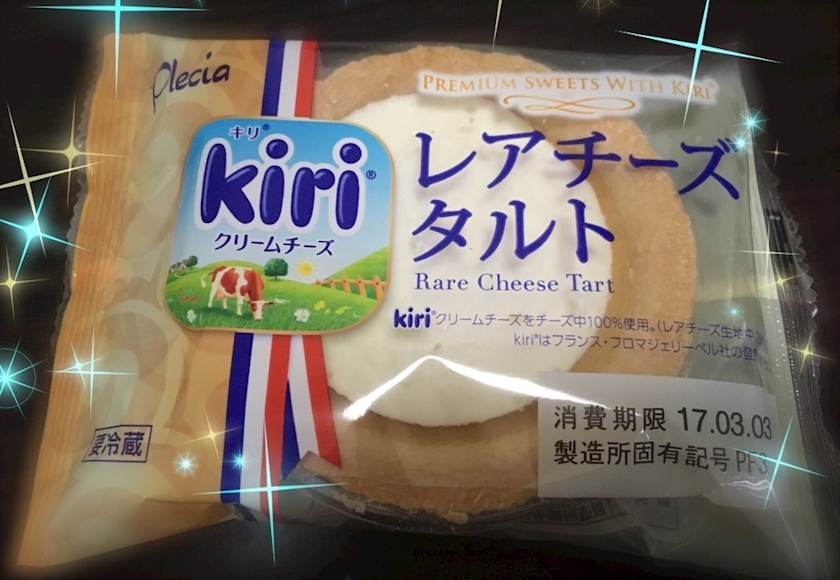 Plecia
PREMIUM SWEETS WITH KIRI®
キリ®
kiri®
クリームチーズ
レアチーズ
タルト
Rare Cheese Tart
kiri®クリームチーズをチーズ中100%使用。(レアチーズ生地中
kiri®はフランス・フロマジェリーベル社の登
消費期限 17.03.03
製造所固有記号 PF3
要冷蔵